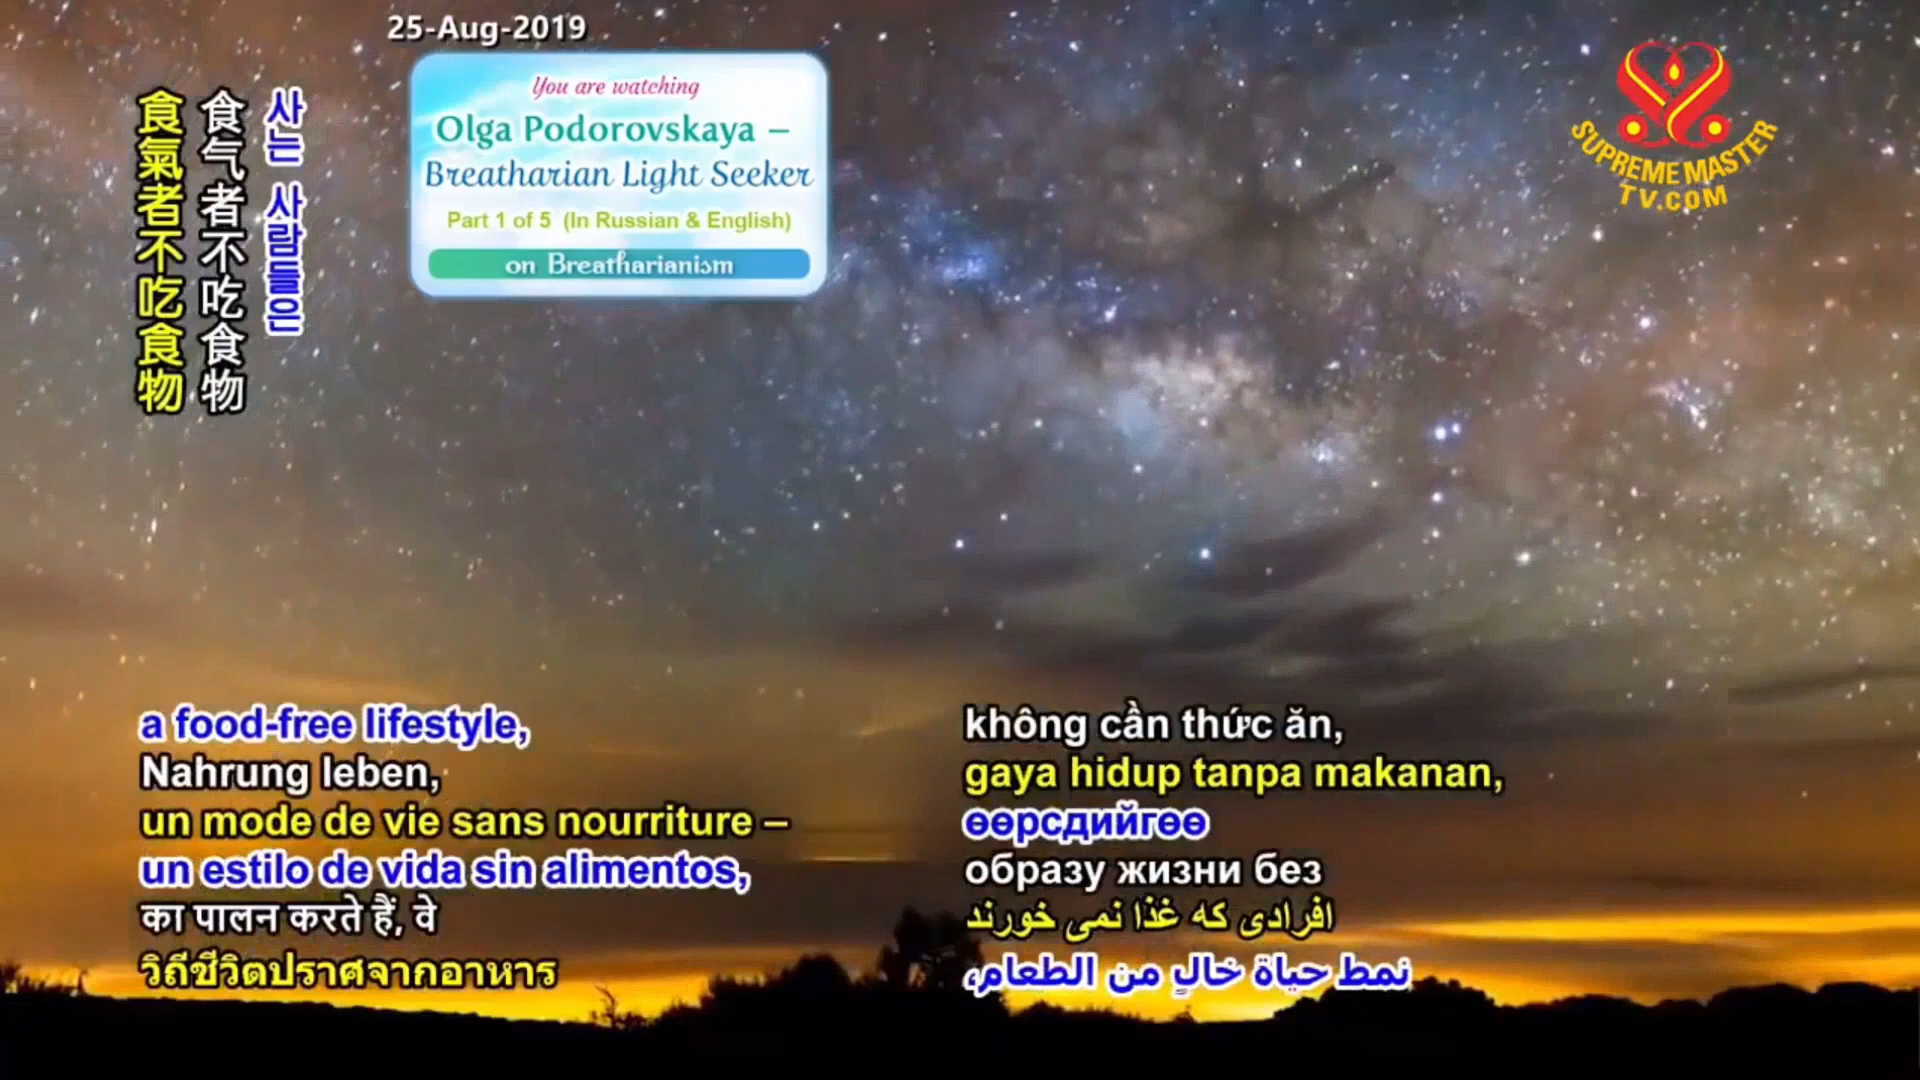 25-Aug-2019
You are watching
Olga Podorovskaya –
Breatharian Light Seeker
Part 1 of 5 (In Russian & English)
on Breatharianism
SUPREME MASTER
TV.COM
사는 사람들은
食气者不吃食物
食氣者不吃食物
a food-free lifestyle,
Nahrung leben,
un mode de vie sans nourriture –
un estilo de vida sin alimentos,
का पालन करते हैं, वे
วิถีชีวิตปราศจากอาหาร
không cần thức ăn,
gaya hidup tanpa makanan,
өөрсдийгөө
образу жизни без
افرادی که غذا نمی خورند
نمط حياة خالٍ من الطعام،